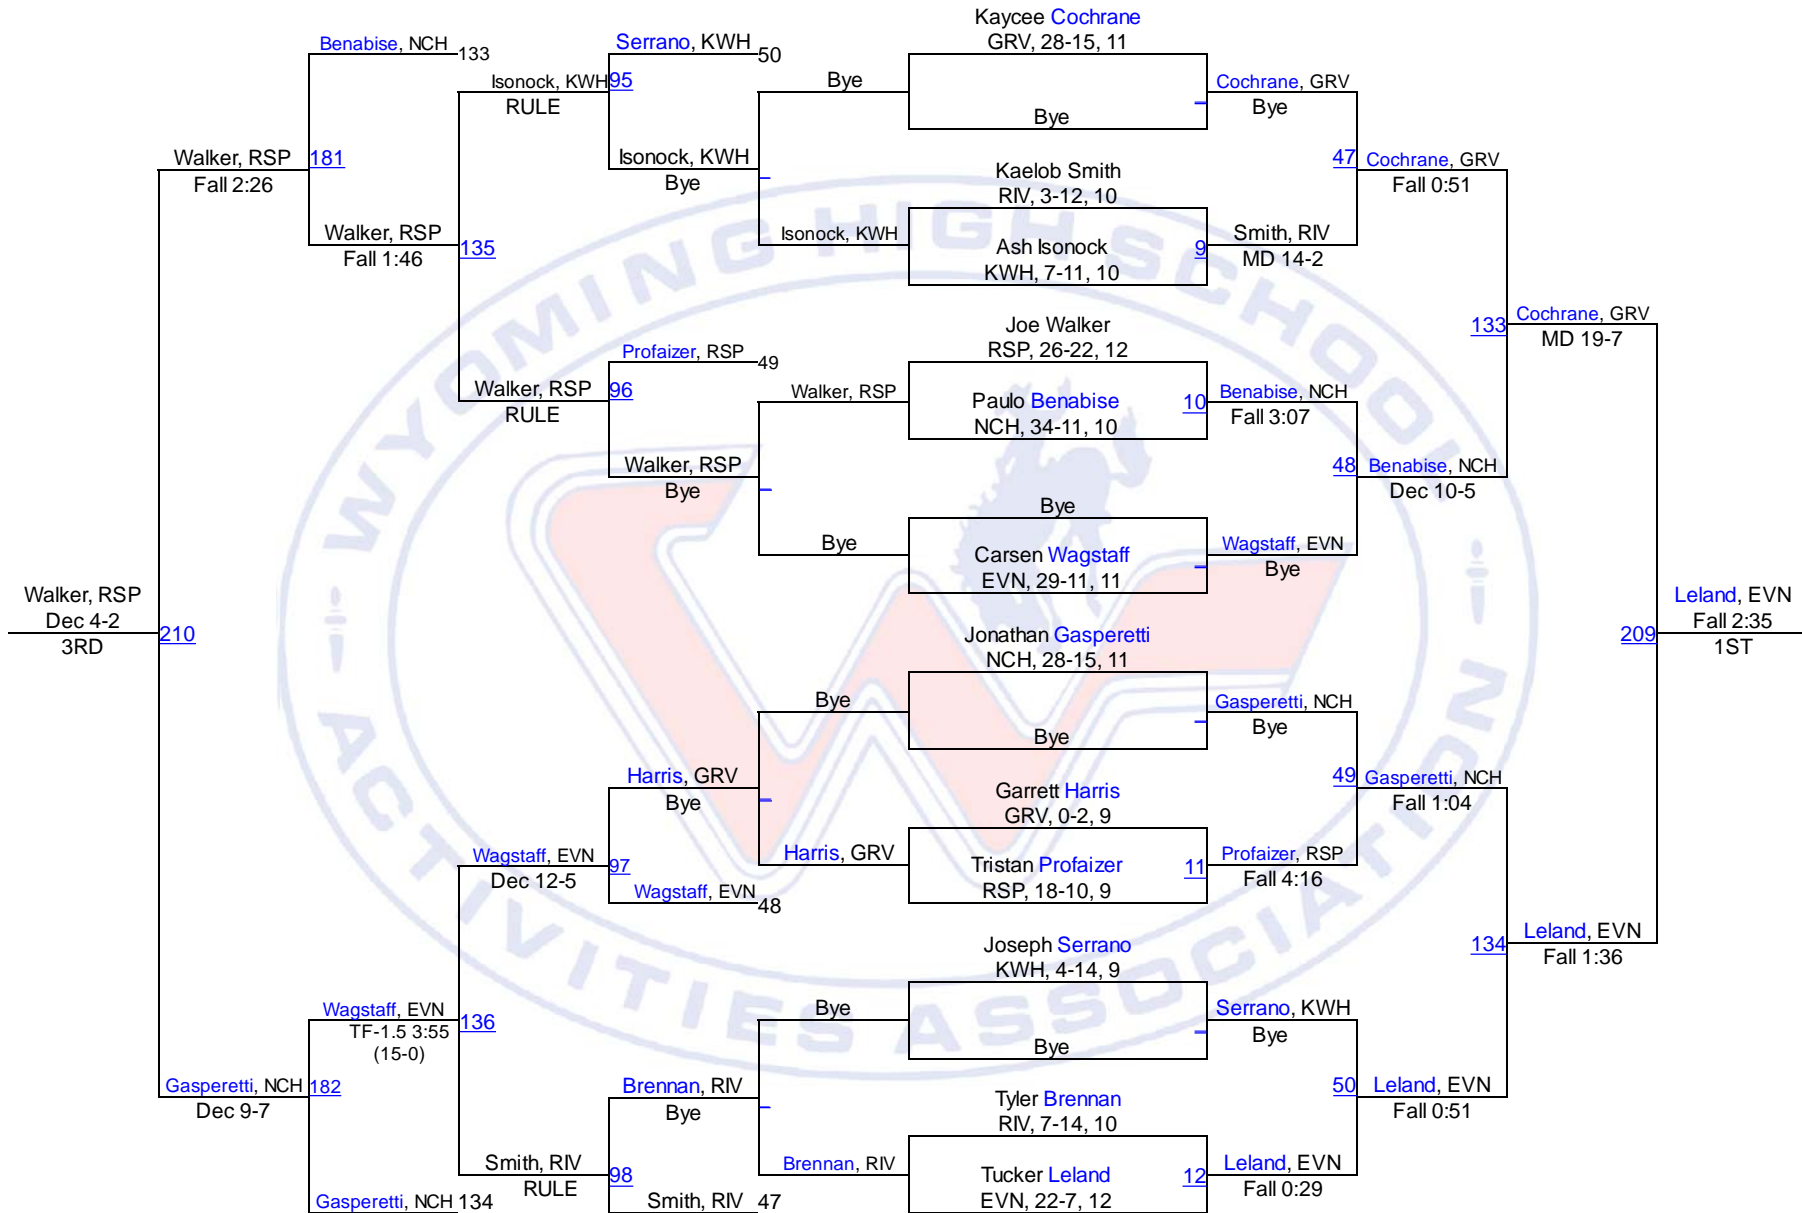 Kaycee Cochrane
GRV, 28-15, 11
Bye
Kaelob Smith
RIV, 3-12, 10
Ash Isonock
KWH, 7-11, 10
9
Joe Walker
RSP, 26-22, 12
Paulo Benabise
NCH, 34-11, 10
10
Bye
Carsen Wagstaff
EVN, 29-11, 11
Jonathan Gasperetti
NCH, 28-15, 11
Bye
Garrett Harris
GRV, 0-2, 9
Tristan Profaizer
RSP, 18-10, 9
11
Joseph Serrano
KWH, 4-14, 9
Bye
Tyler Brennan
RIV, 7-14, 10
Tucker Leland
EVN, 22-7, 12
12
Cochrane, GRV
Bye
47
Smith, RIV
MD 14-2
Benabise, NCH
Fall 3:07
48
Wagstaff, EVN
Bye
Gasperetti, NCH
Bye
49
Profaizer, RSP
Fall 4:16
Serrano, KWH
Bye
50
Leland, EVN
Fall 0:29
Cochrane, GRV
Fall 0:51
133
Benabise, NCH
Dec 10-5
Gasperetti, NCH
Fall 1:04
134
Leland, EVN
Fall 0:51
Cochrane, GRV
MD 19-7
209
Leland, EVN
Fall 1:36
Leland, EVN
Fall 2:35
1ST
Bye
Isonock, KWH
Walker, RSP
Bye
Bye
Harris, GRV
Bye
Brennan, RIV
Serrano, KWH
50
95
Isonock, KWH
Bye
Profaizer, RSP
49
96
Walker, RSP
Bye
Harris, GRV
Bye
97
Wagstaff, EVN
48
Brennan, RIV
Bye
98
Smith, RIV
47
Isonock, KWH
RULE
135
Walker, RSP
RULE
Wagstaff, EVN
Dec 12-5
136
Smith, RIV
RULE
Benabise, NCH
133
181
Walker, RSP
Fall 1:46
Wagstaff, EVN
TF-1.5 3:55
(15-0)
182
Gasperetti, NCH
134
Walker, RSP
Fall 2:26
210
Gasperetti, NCH
Dec 9-7
Walker, RSP
Dec 4-2
3RD
WYOMING HIGH SCHOOL
ACTIVITIES ASSOCIATION